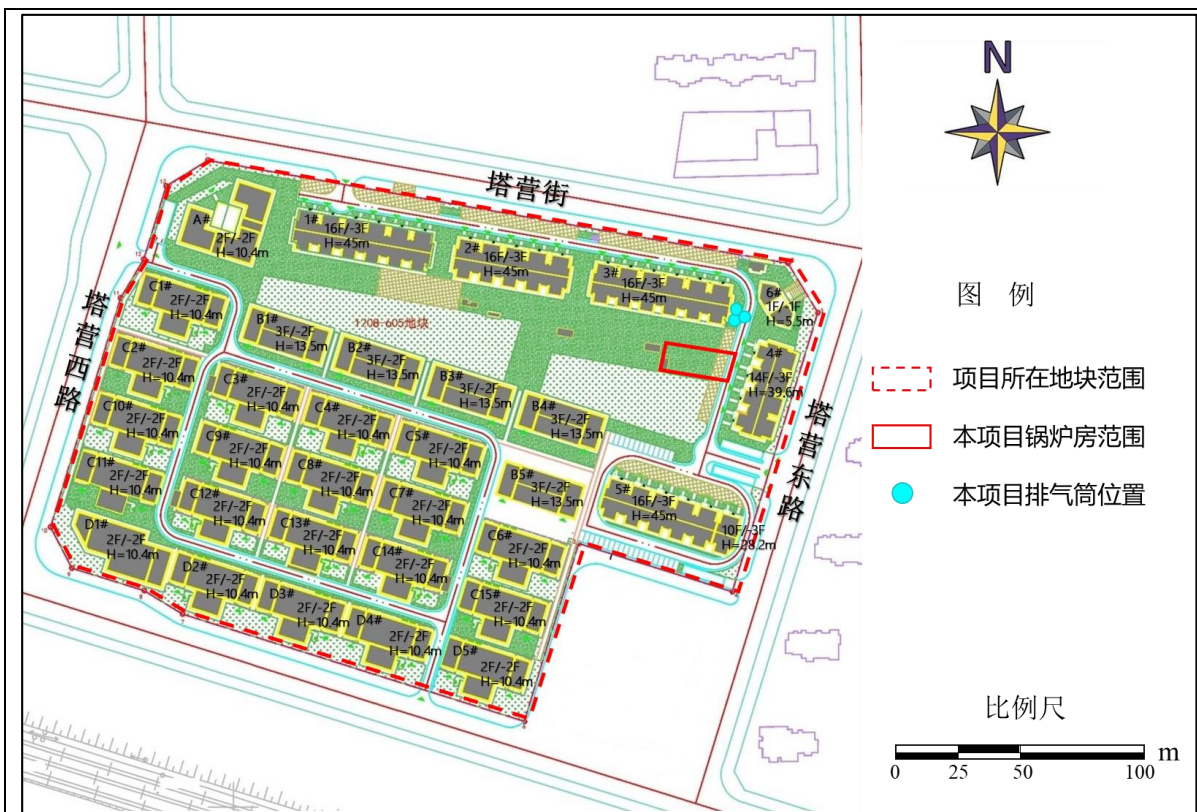 N
塔营街
塔营西路
塔营东路
A#
2F/-2F
H=10.4m
1#
16F/-3F
H=45m
2#
16F/-3F
H=45m
3#
16F/-3F
H=45m
6#
1F/-1F
H=5.5m
4#
14F/-3F
H=39.6m
5#
16F/-3F
H=45m
10F/-3F
H=28.2m
1208-605地块
B1#
3F/-2F
H=13.5m
B2#
3F/-2F
H=13.5m
B3#
3F/-2F
H=13.5m
B4#
3F/-2F
H=13.5m
B5#
3F/-2F
H=13.5m
C1#
2F/-2F
H=10.4m
C2#
2F/-2F
H=10.4m
C3#
2F/-2F
H=10.4m
C4#
2F/-2F
H=10.4m
C5#
2F/-2F
H=10.4m
C10#
2F/-2F
H=10.4m
C9#
2F/-2F
H=10.4m
C8#
2F/-2F
H=10.4m
C7#
2F/-2F
H=10.4m
C11#
2F/-2F
H=10.4m
C12#
2F/-2F
H=10.4m
C13#
2F/-2F
H=10.4m
C14#
2F/-2F
H=10.4m
C6#
2F/-2F
H=10.4m
C15#
2F/-2F
H=10.4m
D1#
2F/-2F
H=10.4m
D2#
2F/-2F
H=10.4m
D3#
2F/-2F
H=10.4m
D4#
2F/-2F
H=10.4m
D5#
2F/-2F
H=10.4m
图 例
项目所在地块范围
本项目锅炉房范围
本项目排气筒位置
比例尺
0 25 50 100 m